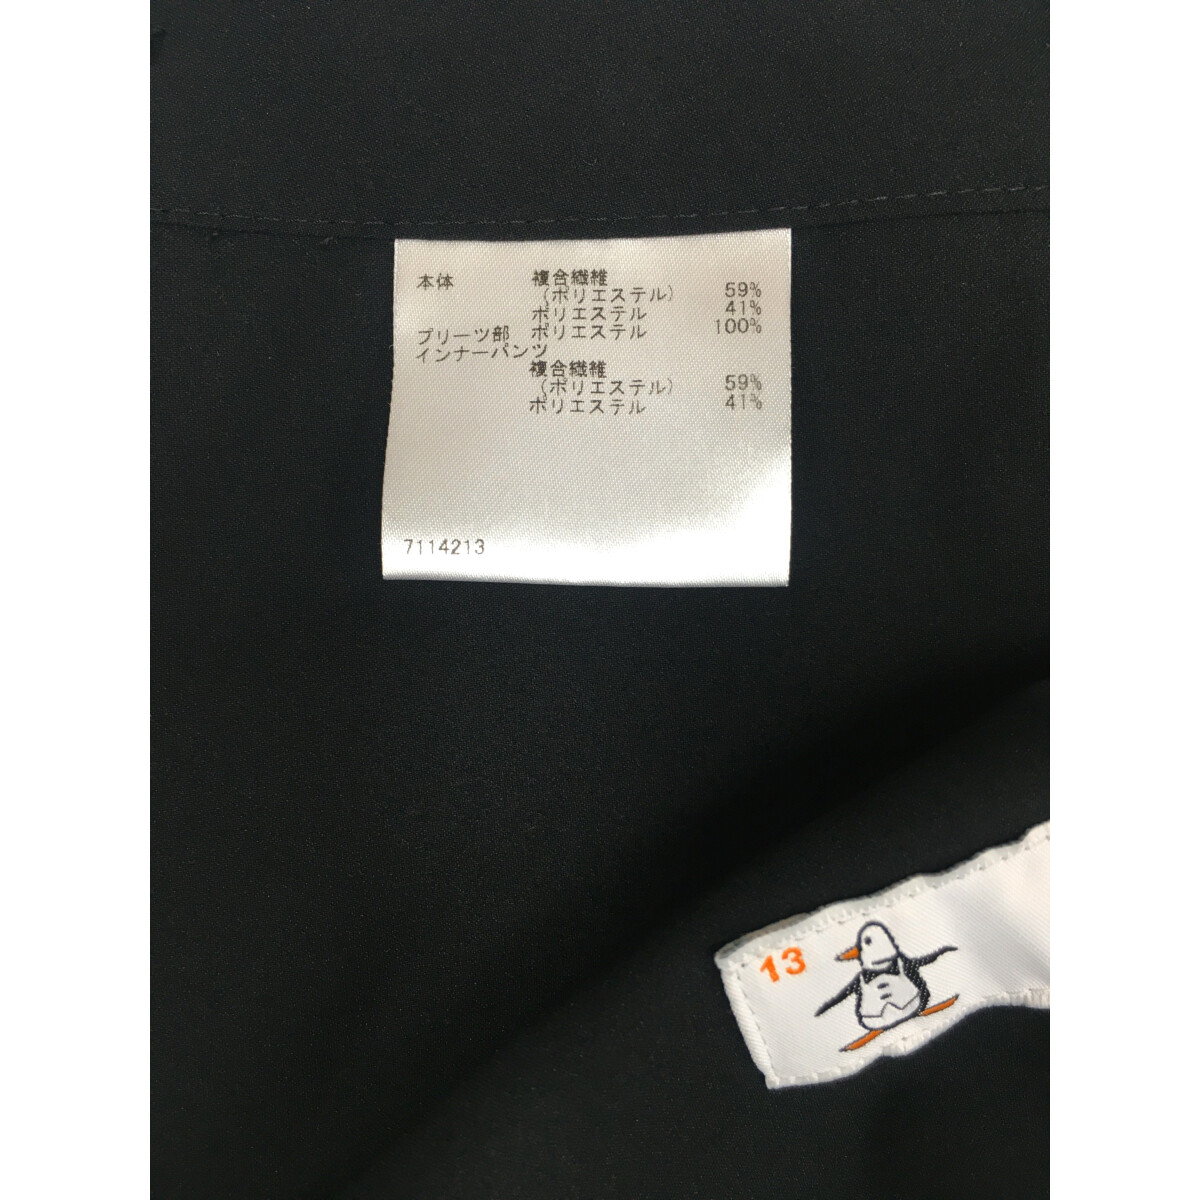 本体 複合繊維
(ポリエステル) 59%
ポリエステル 41%
プリーツ部 ポリエステル 100%
インナーパンツ
複合繊維
(ポリエステル) 59%
ポリエステル 41%
7114213
13